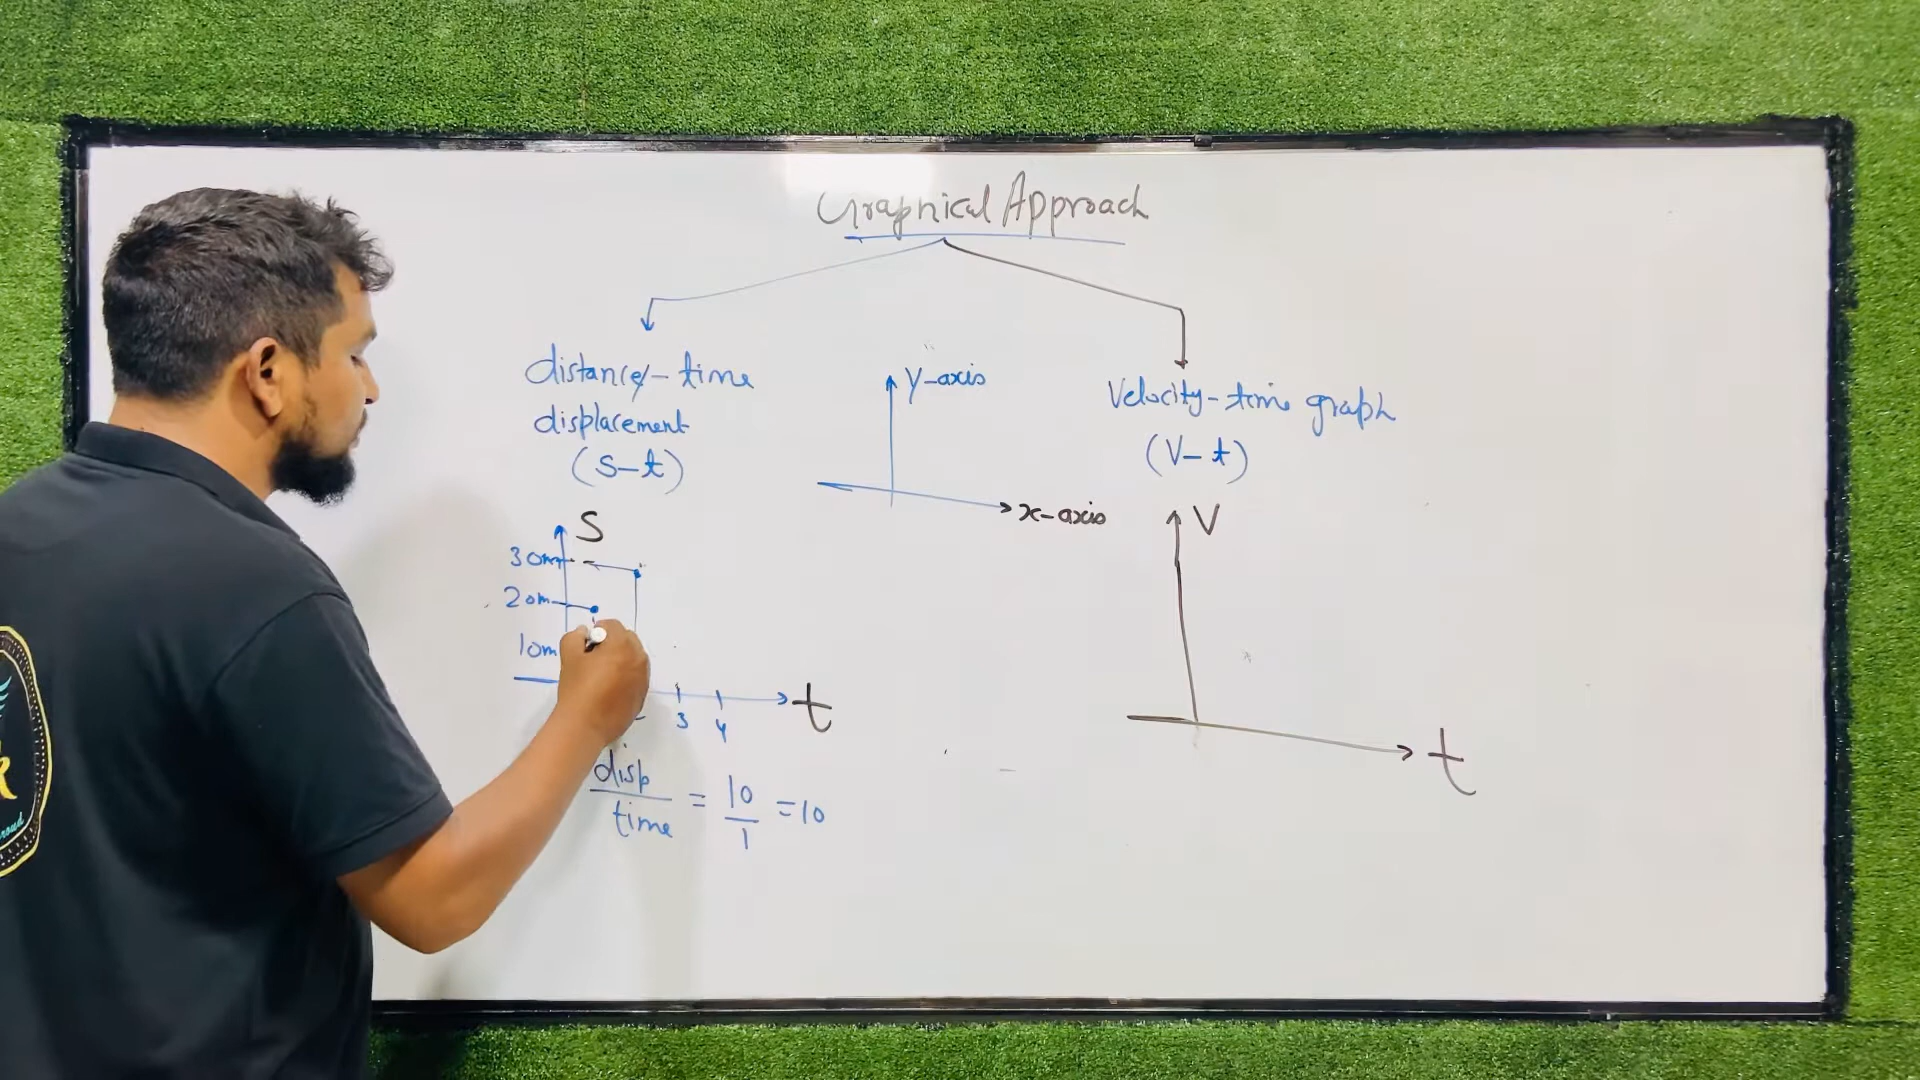 Graphical Approach
distance/-time
displacement
(S-t)
y-axis
x-axis
Velocity-time graph
(V-t)
S
30m
20m
10m
3
4
t
disp
time
= 10
1
=10
V
t